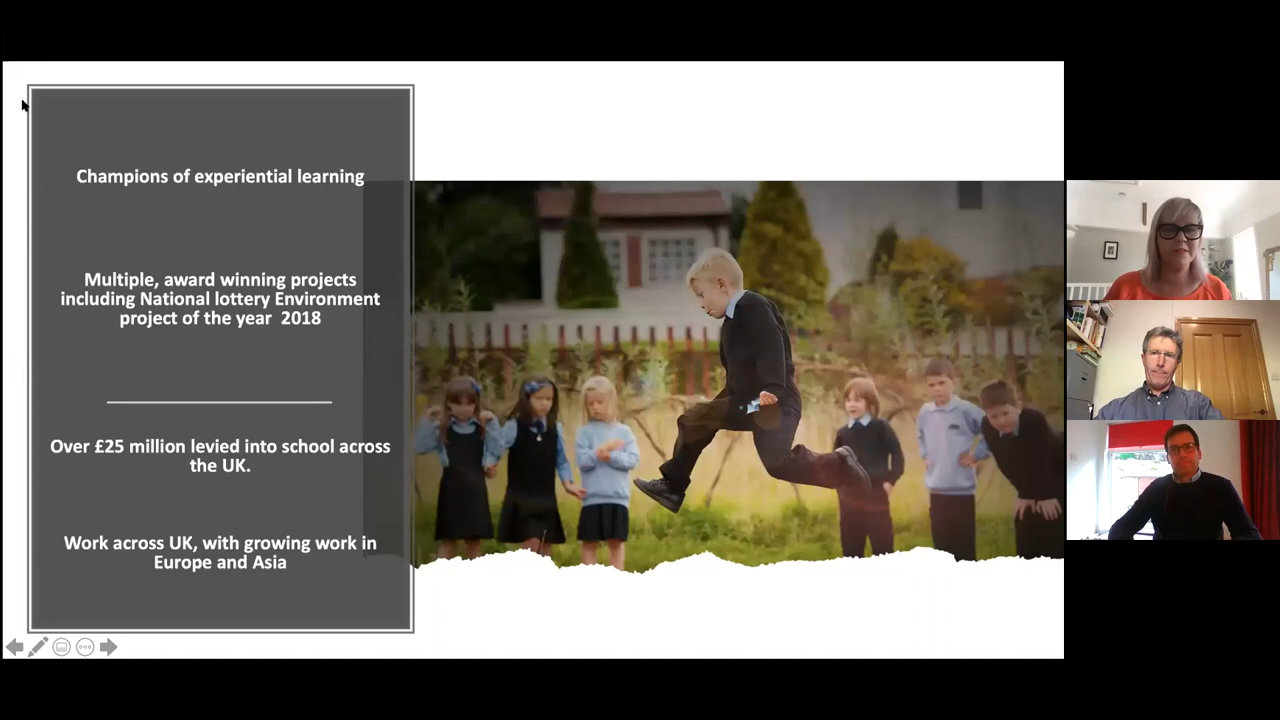 Champions of experiential learning
Multiple, award winning projects
including National lottery Environment
project of the year 2018
Over £25 million levied into school across
the UK.
Work across UK, with growing work in
Europe and Asia